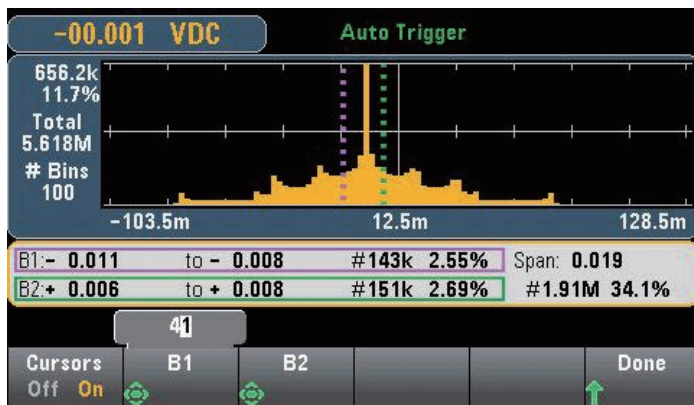 -00.001 VDC Auto Trigger
656.2k
11.7%
Total
5.618M
# Bins
100
-103.5m 12.5m 128.5m
B1:- 0.011 to - 0.008 #143k 2.55% Span: 0.019
B2:+ 0.006 to + 0.008 #151k 2.69% #1.91M 34.1%
41
Cursors B1 B2 Done
Off On